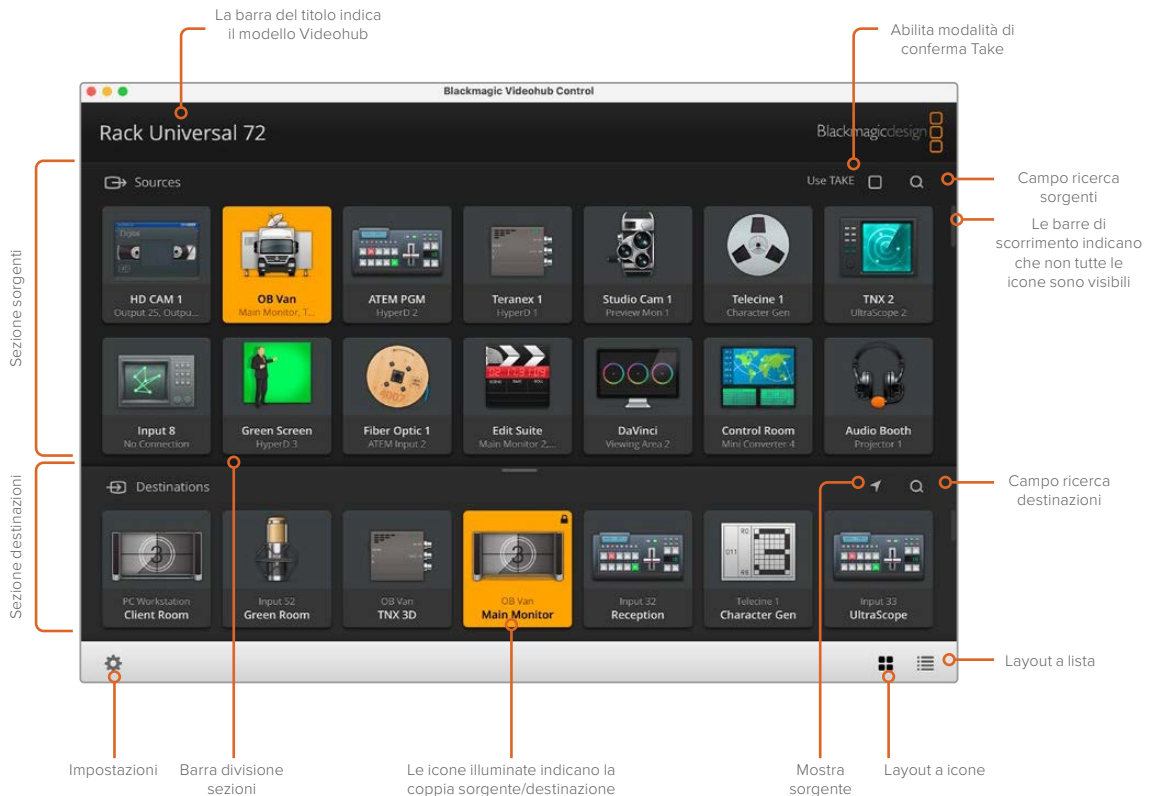 La barra del titolo indica
il modello Videohub
Abilita modalità di
conferma Take
Blackmagic Videohub Control
Rack Universal 72
Blackmagicdesign
Sources
Use TAKE
Campo ricerca
sorgenti
Le barre di
scorrimento indicano
che non tutte le
icone sono visibili
Sezione sorgenti
Digital
HD CAM 1
Output 25, Outpu...
OB Van
Main Monitor, T...
ATEM PGM
HyperD 2
Teranex 1
HyperD 1
Studio Cam 1
Preview Mon 1
Telecine 1
Character Gen
TNX 2
UltraScope 2
4007
Input 8
No Connection
Green Screen
HyperD 3
Fiber Optic 1
ATEM Input 2
Edit Suite
Main Monitor 2,...
DaVinci
Viewing Area 2
Control Room
Mini Converter 4
Audio Booth
Projector 1
Sezione destinazioni
Destinations
Campo ricerca
destinazioni
3
3
R0
011
R8
PC Workstation
Client Room
Input 52
Green Room
OB Van
TNX 3D
OB Van
Main Monitor
Input 32
Reception
Telecine 1
Character Gen
Input 33
UltraScope
Layout a lista
Impostazioni
Barra divisione
sezioni
Le icone illuminate indicano la
coppia sorgente/destinazione
Mostra
sorgente
Layout a icone